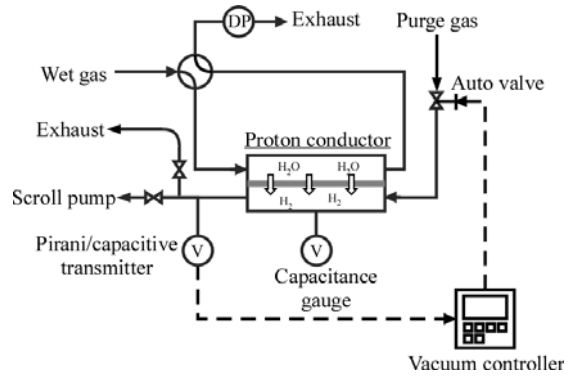 DP
Exhaust
Purge gas
Wet gas
Auto valve
Exhaust
Proton conductor
H₂O
H₂O
H₂
H₂
Scroll pump
V
V
Pirani/capacitive
transmitter
Capacitance
gauge
Vacuum controller